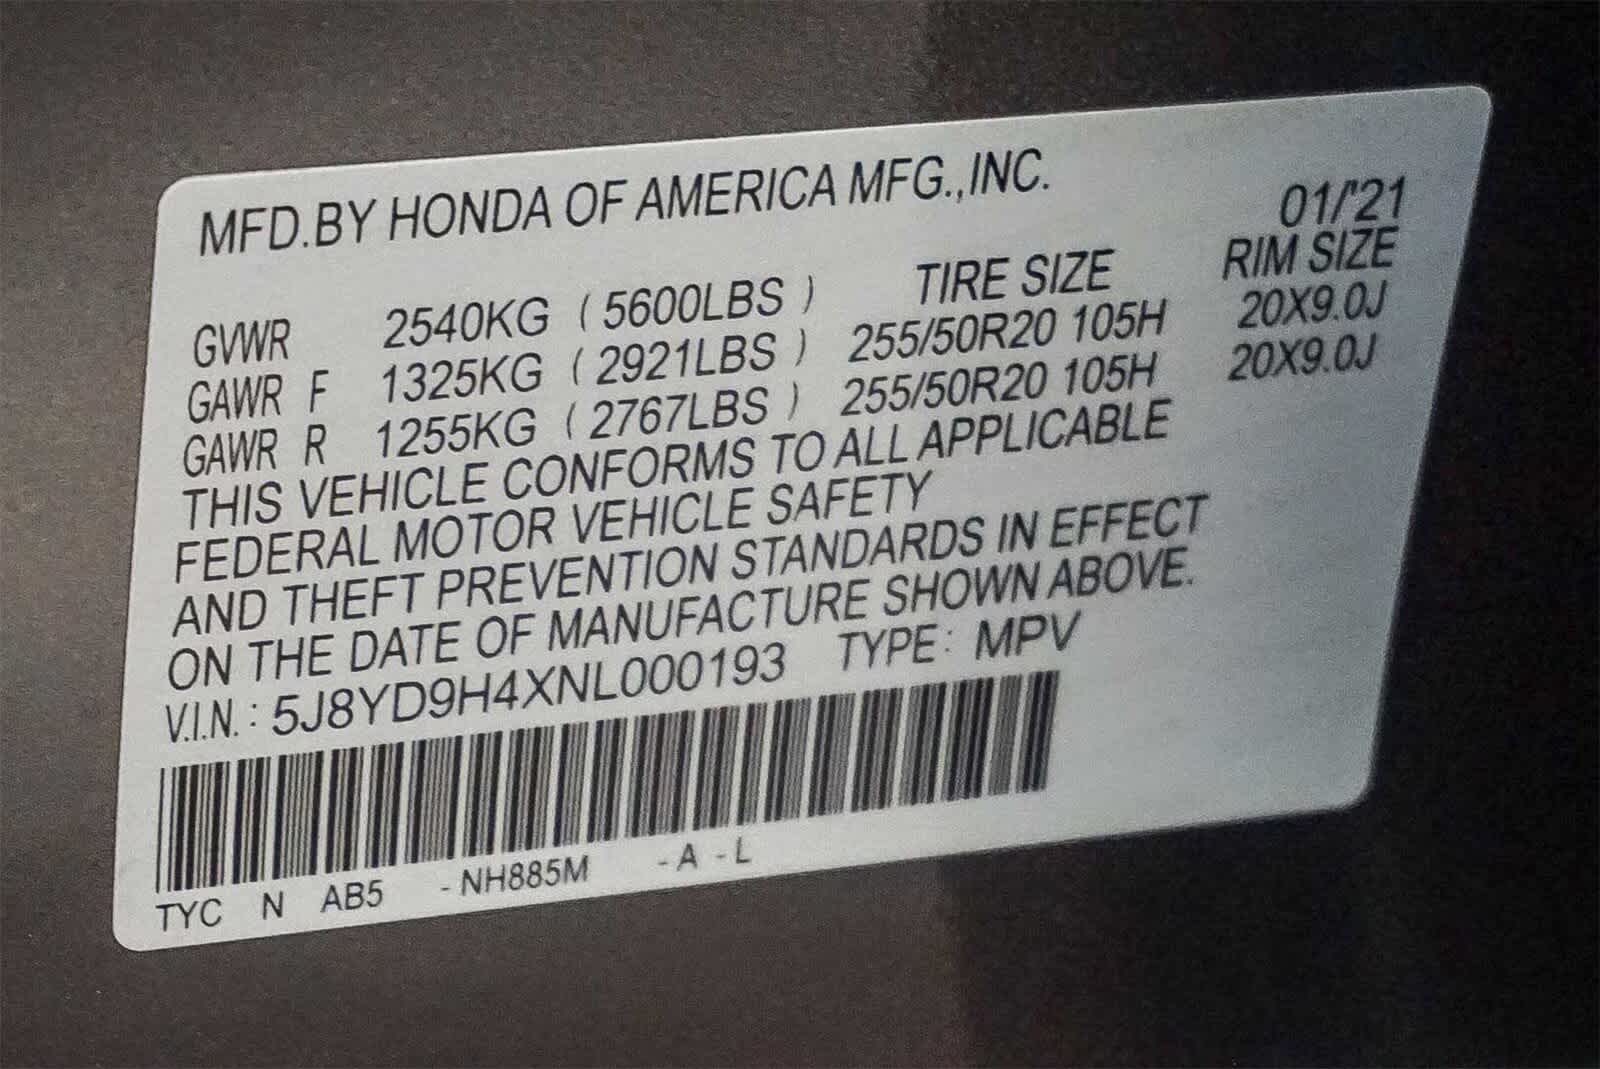 MFD.BY HONDA OF AMERICA MFG.,INC.
01/'21
TIRE SIZE RIM SIZE
GVWR 2540KG ( 5600LBS )
GAWR F 1325KG ( 2921LBS ) 255/50R20 105H 20X9.0J
GAWR R 1255KG ( 2767LBS ) 255/50R20 105H 20X9.0J
THIS VEHICLE CONFORMS TO ALL APPLICABLE
FEDERAL MOTOR VEHICLE SAFETY
AND THEFT PREVENTION STANDARDS IN EFFECT
ON THE DATE OF MANUFACTURE SHOWN ABOVE.
V.I.N.: 5J8YD9H4XNL000193 TYPE: MPV
TYC N AB5 -NH885M -A -L